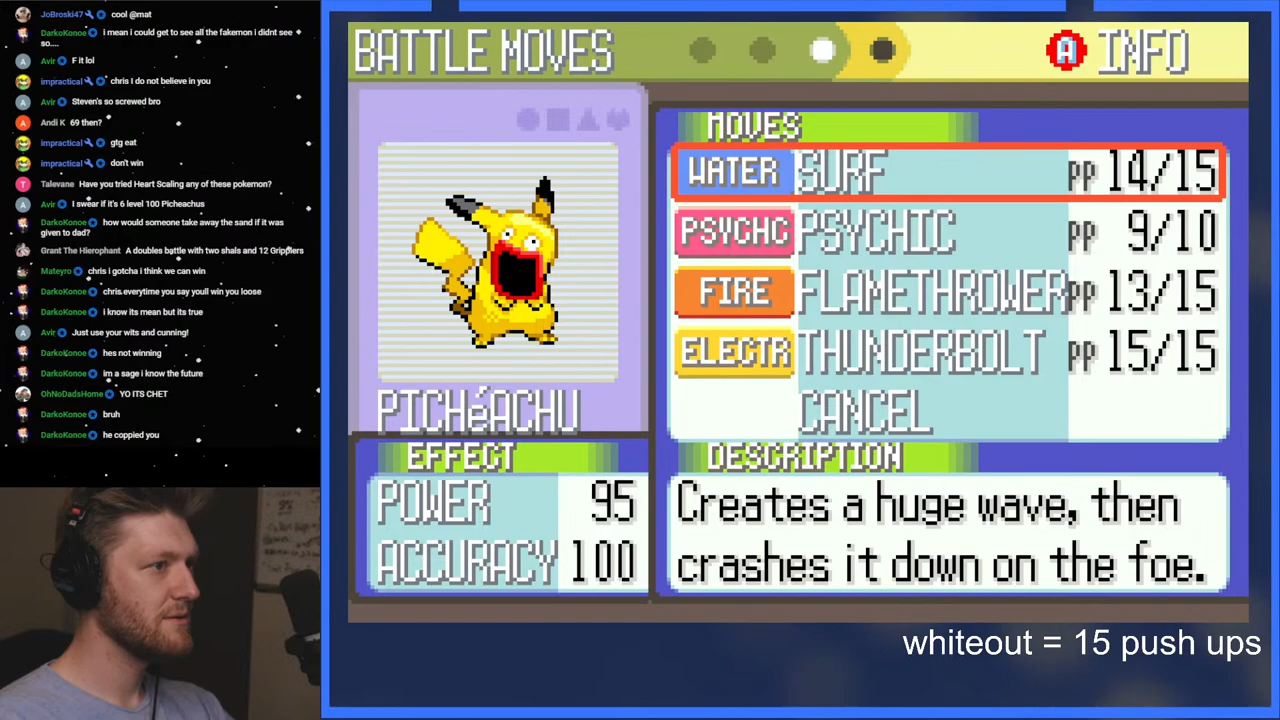 JoBroski47 cool @mat
DarkoKonoe i mean i could get to see all the fakemon i didnt see
so....
Avir F it lol
impractical chris I do not believe in you
Avir Steven's so screwed bro
Andi K 69 then?
impractical gtg eat
impractical don't win
Talevane Have you tried Heart Scaling any of these pokemon?
Avir I swear if it's 6 level 100 Picheachus
DarkoKonoe how would someone take away the sand if it was
given to dad?
Grant The Hierophant A doubles battle with two shals and 12 Gripplers
Mateyro chris i gotcha i think we can win
DarkoKonoe chris.everytime you say youll win you loose
DarkoKonoe i know its mean but its true
Avir Just use your wits and cunning!
DarkoKonoe hes not winning
DarkoKonoe im a sage i know the future
OhNoDadsHome YO ITS CHET
DarkoKonoe bruh
DarkoKonoe he coppied you
BATTLE MOVES
A INFO
PICHéACHU
MOVES
WATER SURF PP 14/15
PSYCHC PSYCHIC PP 9/10
FIRE FLAMETHROWER PP 13/15
ELECTR THUNDERBOLT PP 15/15
CANCEL
EFFECT
POWER 95
ACCURACY 100
DESCRIPTION
Creates a huge wave, then
crashes it down on the foe.
whiteout = 15 push ups